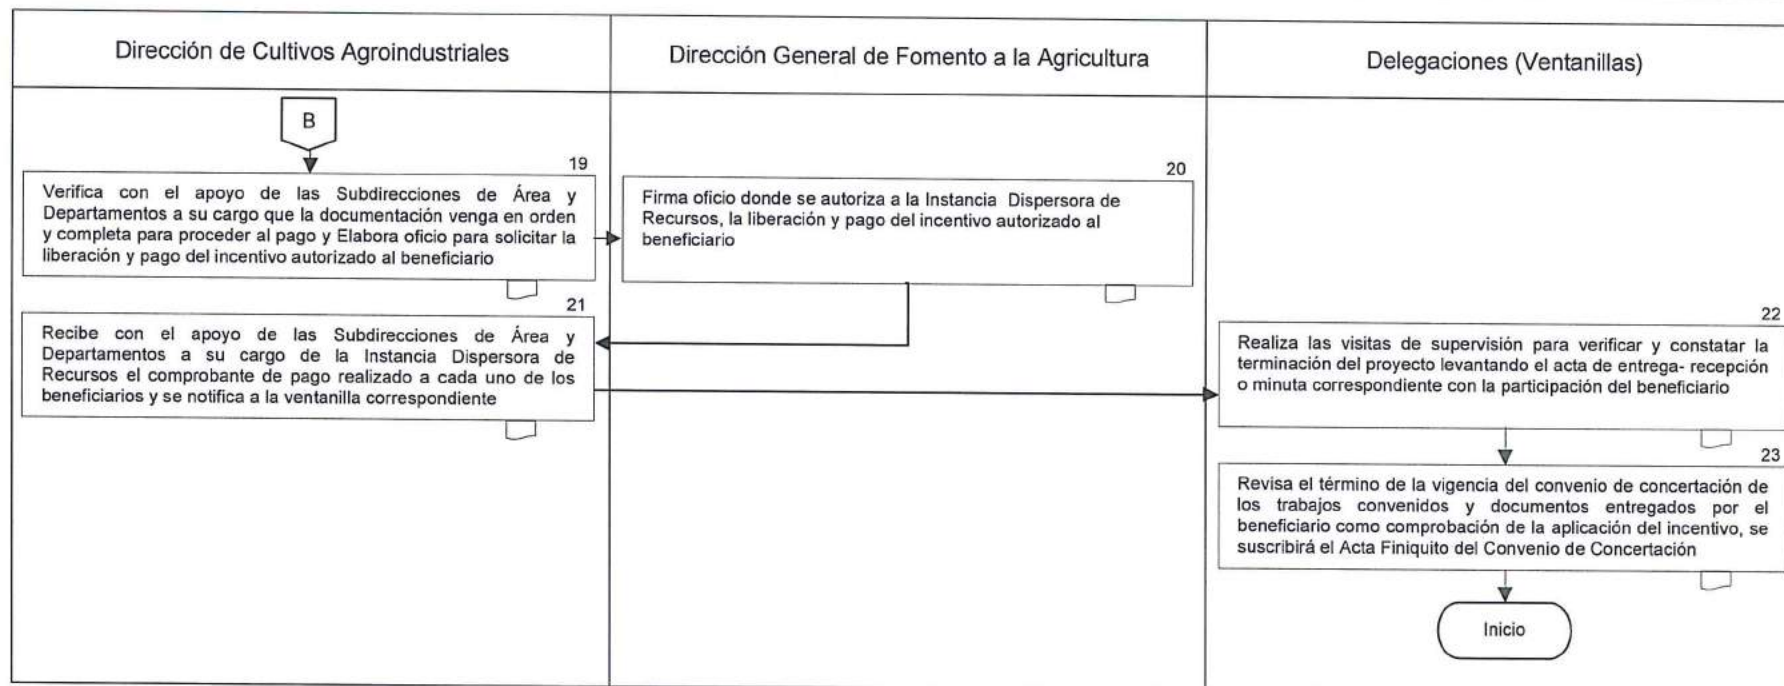 Dirección de Cultivos Agroindustriales
Dirección General de Fomento a la Agricultura
Delegaciones (Ventanillas)
B
19
Verifica con el apoyo de las Subdirecciones de Área y
Departamentos a su cargo que la documentación venga en orden
y completa para proceder al pago y Elabora oficio para solicitar la
liberación y pago del incentivo autorizado al beneficiario
20
Firma oficio donde se autoriza a la Instancia Dispersora de
Recursos, la liberación y pago del incentivo autorizado al
beneficiario
21
Recibe con el apoyo de las Subdirecciones de Área y
Departamentos a su cargo de la Instancia Dispersora de
Recursos el comprobante de pago realizado a cada uno de los
beneficiarios y se notifica a la ventanilla correspondiente
22
Realiza las visitas de supervisión para verificar y constatar la
terminación del proyecto levantando el acta de entrega- recepción
o minuta correspondiente con la participación del beneficiario
23
Revisa el término de la vigencia del convenio de concertación de
los trabajos convenidos y documentos entregados por el
beneficiario como comprobación de la aplicación del incentivo, se
suscribirá el Acta Finiquito del Convenio de Concertación
Inicio